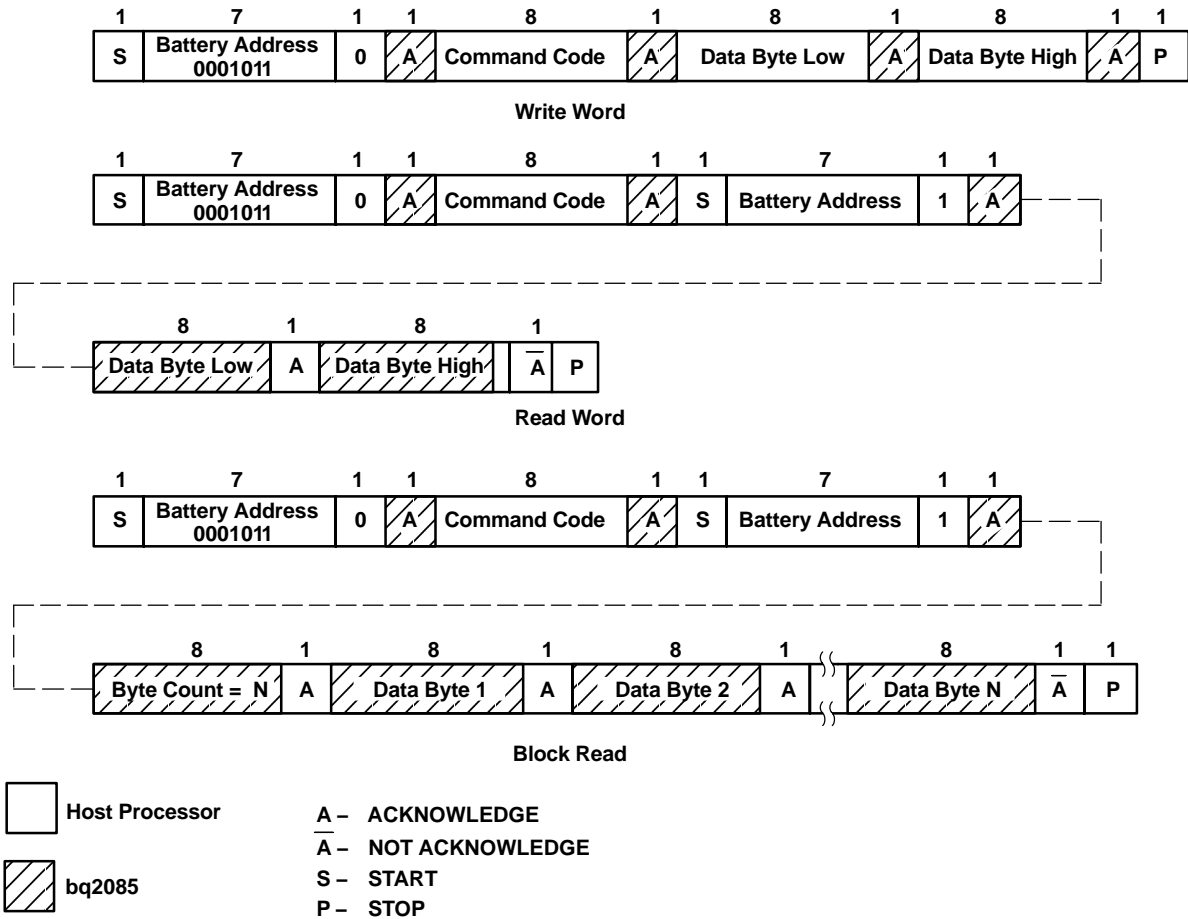 1 7 1 1 8 1 8 1 8 1 1
S Battery Address 0001011 0 A Command Code A Data Byte Low A Data Byte High A P
Write Word
1 7 1 1 8 1 1 7 1 1
S Battery Address 0001011 0 A Command Code A S Battery Address 1 A
8 1 8 1
Data Byte Low A Data Byte High A̅ P
Read Word
1 7 1 1 8 1 1 7 1 1
S Battery Address 0001011 0 A Command Code A S Battery Address 1 A
8 1 8 1 8 1 8 1 1
Byte Count = N A Data Byte 1 A Data Byte 2 A Data Byte N A̅ P
Block Read
Host Processor
bq2085
A – ACKNOWLEDGE
A̅ – NOT ACKNOWLEDGE
S – START
P – STOP